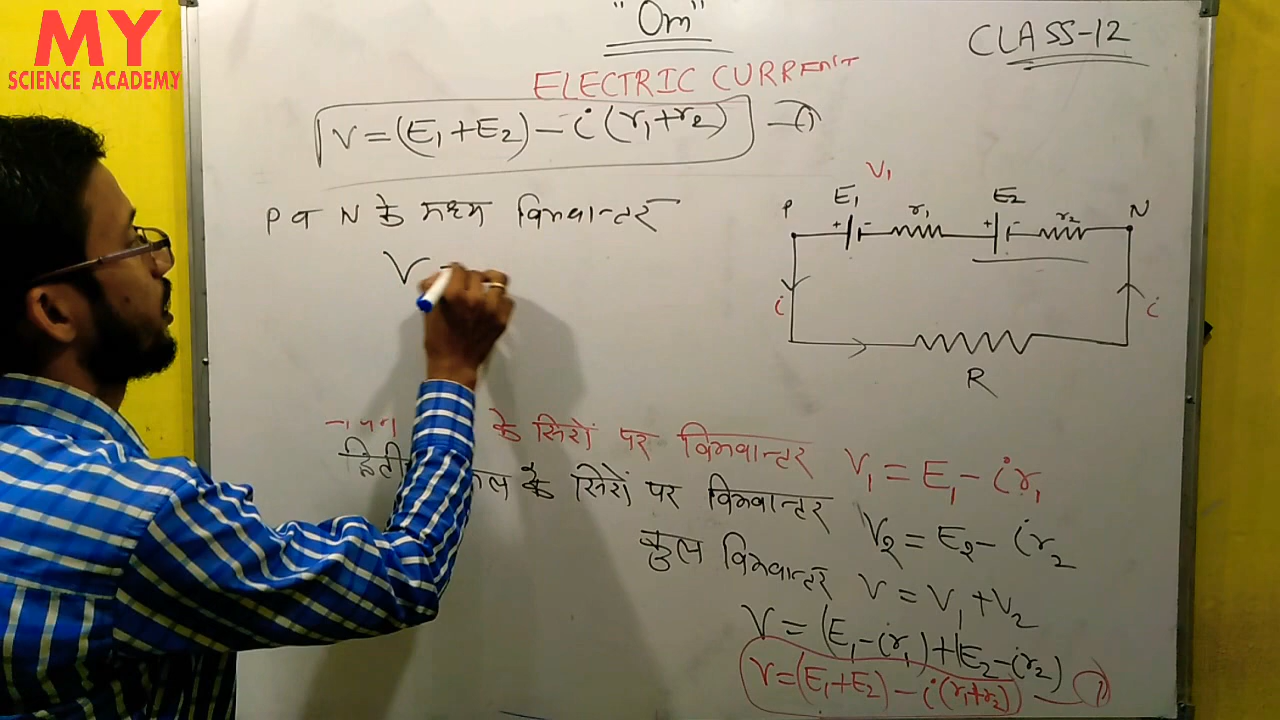 MY
SCIENCE ACADEMY
"Om"
CLASS-12
ELECTRIC CURRENT
V=(E₁+E₂)-i(r₁+r₂) -①
P व N के मध्य विभवान्तर
V
V₁
P E₁ r₁ E₂ r₂ N
+ - + -
i i
R
के सिरों पर विभवान्तर V₁=E₁-ir₁
के सिरों पर विभवान्तर V₂=E₂-ir₂
कुल विभवान्तर V=V₁+V₂
V=(E₁-ir₁)+(E₂-ir₂)
V=(E₁+E₂)-i(r₁+r₂) -①